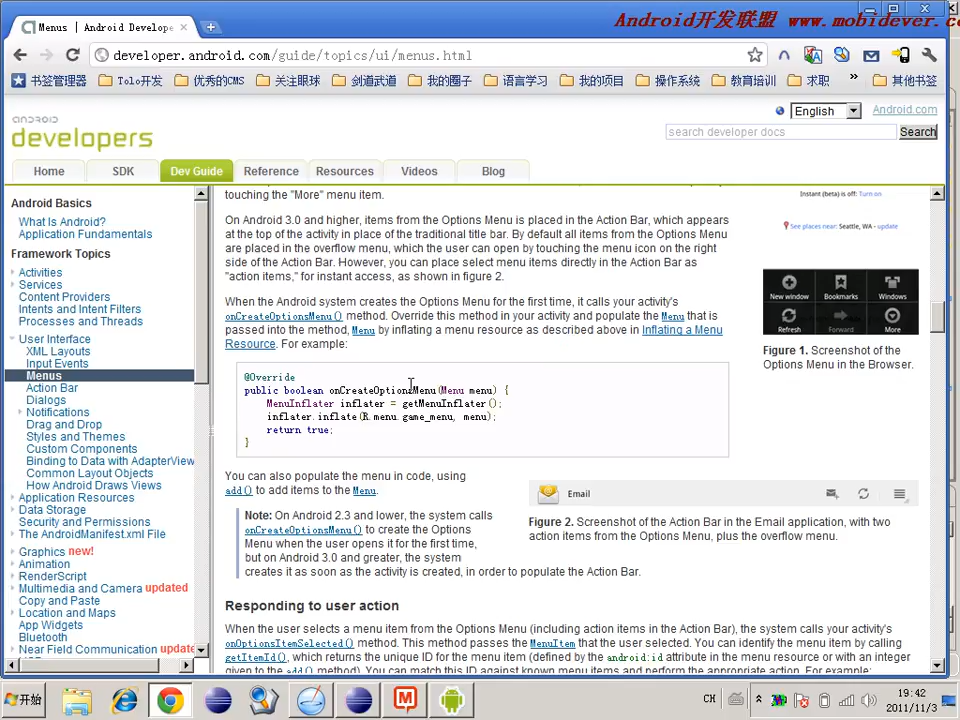 Android开发联盟 www.mobidever.co
Menus | Android Develope
developer.android.com/guide/topics/ui/menus.html
书签管理器
Tolo开发
优秀的CMS
关注眼球
剑道武道
我的圈子
语言学习
我的项目
操作系统
教育培训
求职
»
其他书签
English
Android.com
android
developers
search developer docs
Search
Home
SDK
Dev Guide
Reference
Resources
Videos
Blog
Android Basics
What Is Android?
Application Fundamentals
Framework Topics
Activities
Services
Content Providers
Intents and Intent Filters
Processes and Threads
User Interface
XML Layouts
Input Events
Menus
Action Bar
Dialogs
Notifications
Drag and Drop
Styles and Themes
Custom Components
Binding to Data with AdapterView
Common Layout Objects
How Android Draws Views
Application Resources
Data Storage
Security and Permissions
The AndroidManifest.xml File
Graphics new!
Animation
RenderScript
Multimedia and Camera updated
Copy and Paste
Location and Maps
App Widgets
Bluetooth
Near Field Communication update
touching the "More" menu item.
On Android 3.0 and higher, items from the Options Menu is placed in the Action Bar, which appears
at the top of the activity in place of the traditional title bar. By default all items from the Options Menu
are placed in the overflow menu, which the user can open by touching the menu icon on the right
side of the Action Bar. However, you can place select menu items directly in the Action Bar as
"action items," for instant access, as shown in figure 2.
When the Android system creates the Options Menu for the first time, it calls your activity's
onCreateOptionsMenu() method. Override this method in your activity and populate the Menu that is
passed into the method, Menu by inflating a menu resource as described above in Inflating a Menu
Resource. For example:
@Override
public boolean onCreateOptionsMenu(Menu menu) {
MenuInflater inflater = getMenuInflater();
inflater.inflate(R.menu.game_menu, menu);
return true;
}
You can also populate the menu in code, using
add() to add items to the Menu.
Note: On Android 2.3 and lower, the system calls
onCreateOptionsMenu() to create the Options
Menu when the user opens it for the first time,
but on Android 3.0 and greater, the system
creates it as soon as the activity is created, in order to populate the Action Bar.
Responding to user action
When the user selects a menu item from the Options Menu (including action items in the Action Bar), the system calls your activity's
onOptionsItemSelected() method. This method passes the MenuItem that the user selected. You can identify the menu item by calling
getItemId(), which returns the unique ID for the menu item (defined by the android:id attribute in the menu resource or with an integer
given to the add() method). You can match this ID against known menu items and perform the appropriate action. For example:
Instant (beta) is off: Turn on
See places near: Seattle, WA - update
New window
Bookmarks
Windows
Refresh
Forward
More
Figure 1. Screenshot of the
Options Menu in the Browser.
Email
Figure 2. Screenshot of the Action Bar in the Email application, with two
action items from the Options Menu, plus the overflow menu.
开始
CH
19:42
2011/11/3